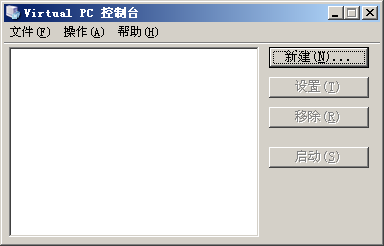 Virtual PC 控制台
文件(F) 操作(A) 帮助(H)
新建(N)...
设置(T)
移除(R)
启动(S)